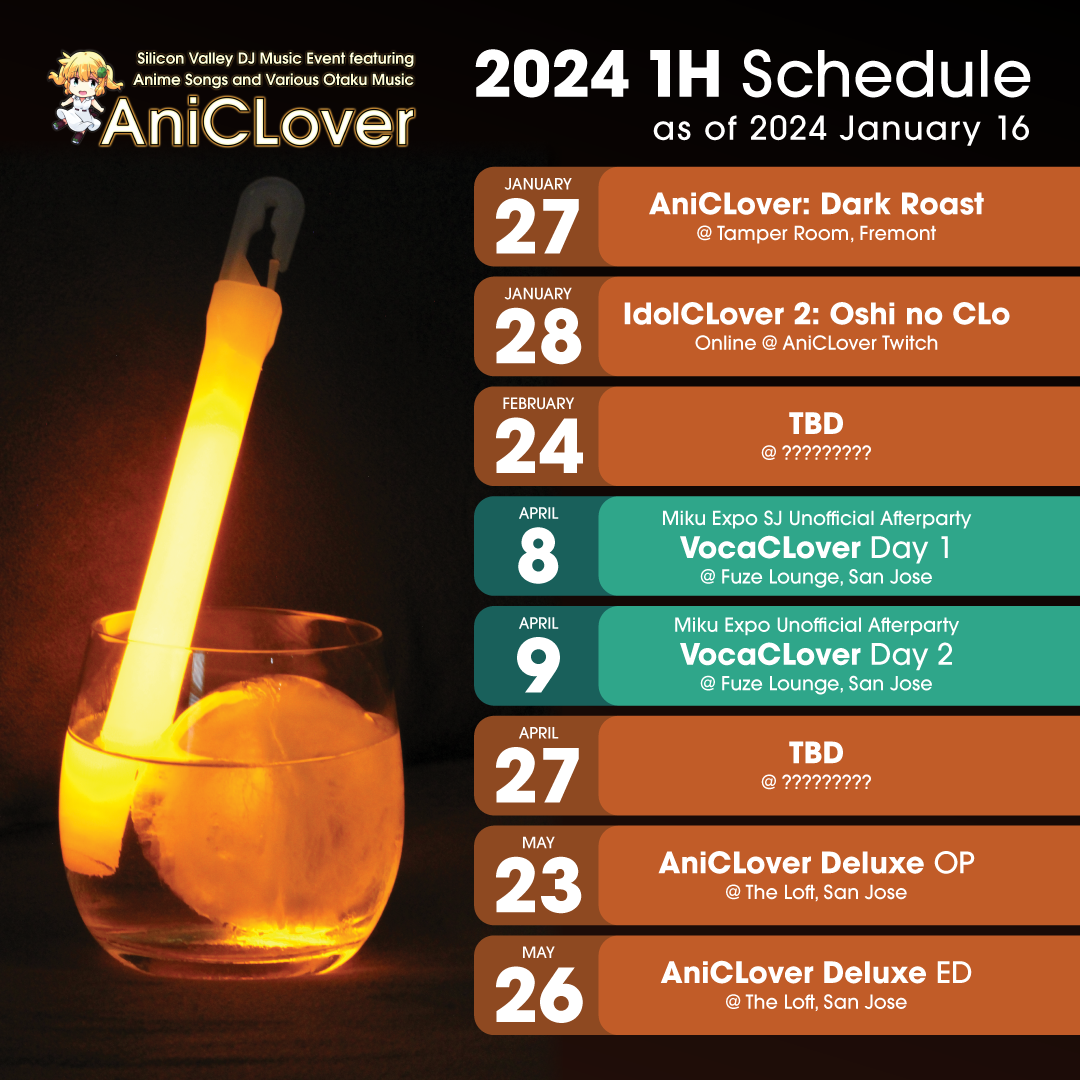 Silicon Valley DJ Music Event featuring
Anime Songs and Various Otaku Music
AniCLover
2024 1H Schedule
as of 2024 January 16
JANUARY
27
AniCLover: Dark Roast
@ Tamper Room, Fremont
JANUARY
28
IdolCLover 2: Oshi no CLo
Online @ AniCLover Twitch
FEBRUARY
24
TBD
@ ?????????
APRIL
8
Miku Expo SJ Unofficial Afterparty
VocaCLover Day 1
@ Fuze Lounge, San Jose
APRIL
9
Miku Expo Unofficial Afterparty
VocaCLover Day 2
@ Fuze Lounge, San Jose
APRIL
27
TBD
@ ?????????
MAY
23
AniCLover Deluxe OP
@ The Loft, San Jose
MAY
26
AniCLover Deluxe ED
@ The Loft, San Jose